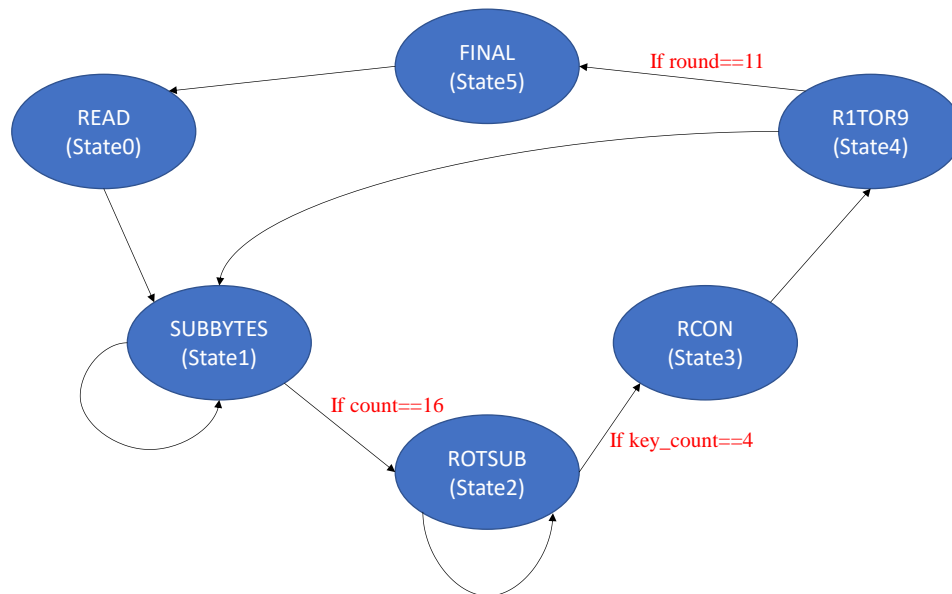 FINAL
(State5)
If round==11
READ
(State0)
R1TOR9
(State4)
SUBBYTES
(State1)
RCON
(State3)
If count==16
If key_count==4
ROTSUB
(State2)